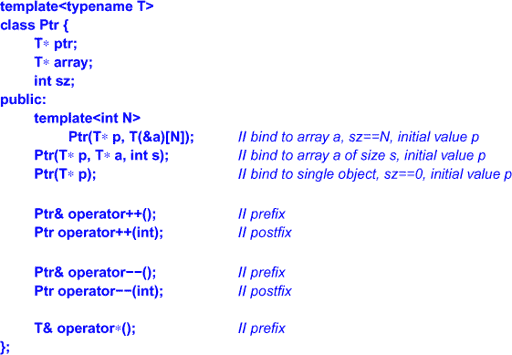 template<typename T>
class Ptr {
T∗ ptr;
T∗ array;
int sz;
public:
template<int N>
Ptr(T∗ p, T(&a)[N]); // bind to array a, sz==N, initial value p
Ptr(T∗ p, T∗ a, int s); // bind to array a of size s, initial value p
Ptr(T∗ p); // bind to single object, sz==0, initial value p
Ptr& operator++(); // prefix
Ptr operator++(int); // postfix
Ptr& operator−−(); // prefix
Ptr operator−−(int); // postfix
T& operator∗(); // prefix
};